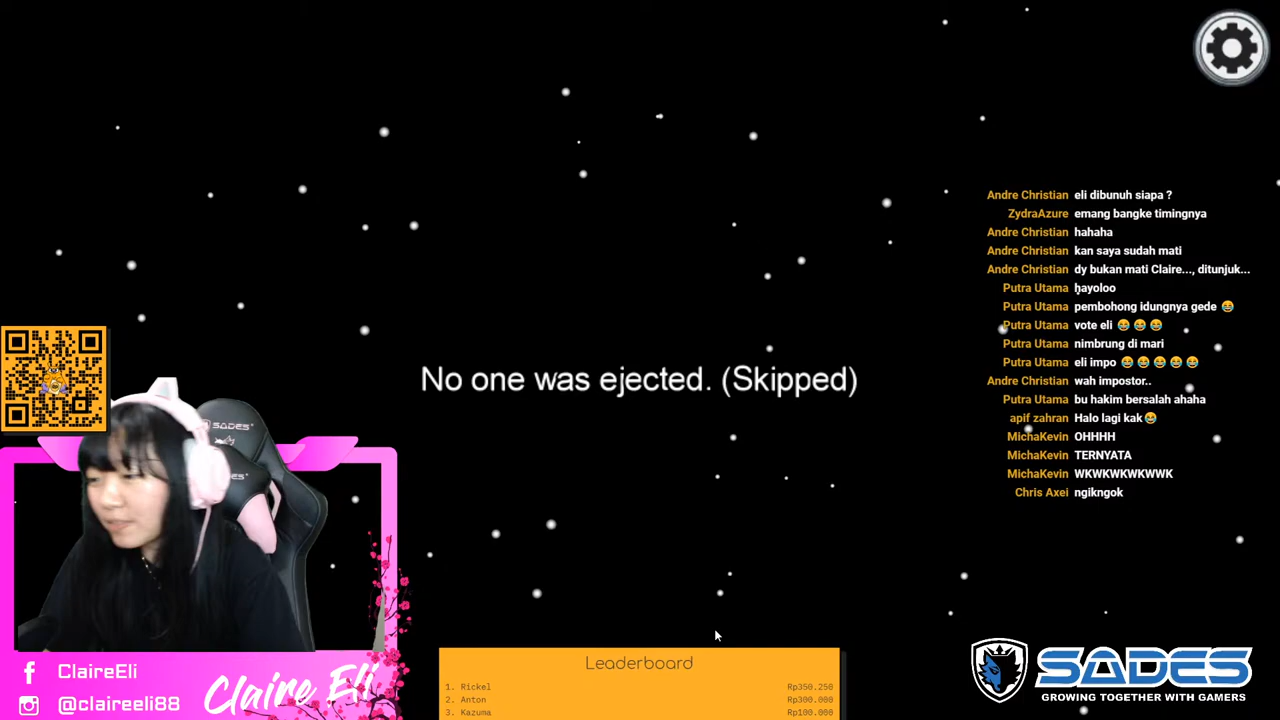 Andre Christian eli dibunuh siapa ?
ZydraAzure emang bangke timingnya
Andre Christian hahaha
Andre Christian kan saya sudah mati
Andre Christian dy bukan mati Claire..., ditunjuk...
Putra Utama hayoloo
Putra Utama pembohong idungnya gede 😂
Putra Utama vote eli 😂😂😂
Putra Utama nimbrung di mari
Putra Utama eli impo 😂😂😂😂😂
Andre Christian wah impostor..
Putra Utama bu hakim bersalah ahaha
apif zahran Halo lagi kak😂
MichaKevin OHHHH
MichaKevin TERNYATA
MichaKevin WKWKWKWKWWK
Chris Axei ngikngok
No one was ejected. (Skipped)
SADES
ClaireEli
@claireeli88
Claire Eli
Leaderboard
1. Rickel Rp350.250
2. Anton Rp300.000
3. Kazuma Rp100.000
SADES
GROWING TOGETHER WITH GAMERS